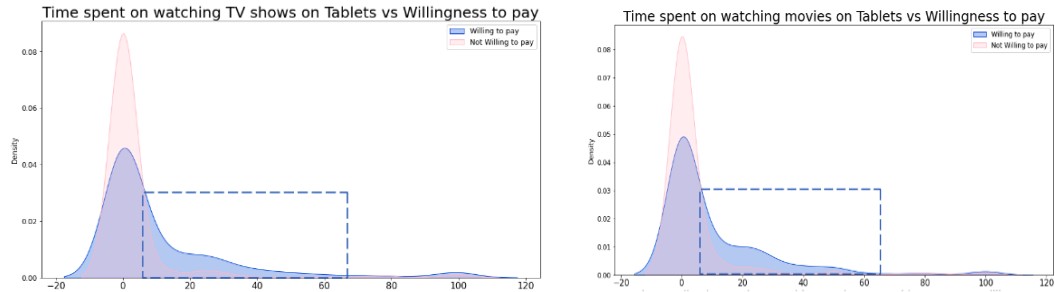 Time spent on watching TV shows on Tablets vs Willingness to pay
Willing to pay
Not Willing to pay
0.08
0.06
0.04
0.02
0.00
Density
−20 0 20 40 60 80 100 120
Time spent on watching movies on Tablets vs Willingness to pay
Willing to pay
Not Willing to pay
0.08
0.07
0.06
0.05
0.04
0.03
0.02
0.01
0.00
Density
−20 0 20 40 60 80 100 120